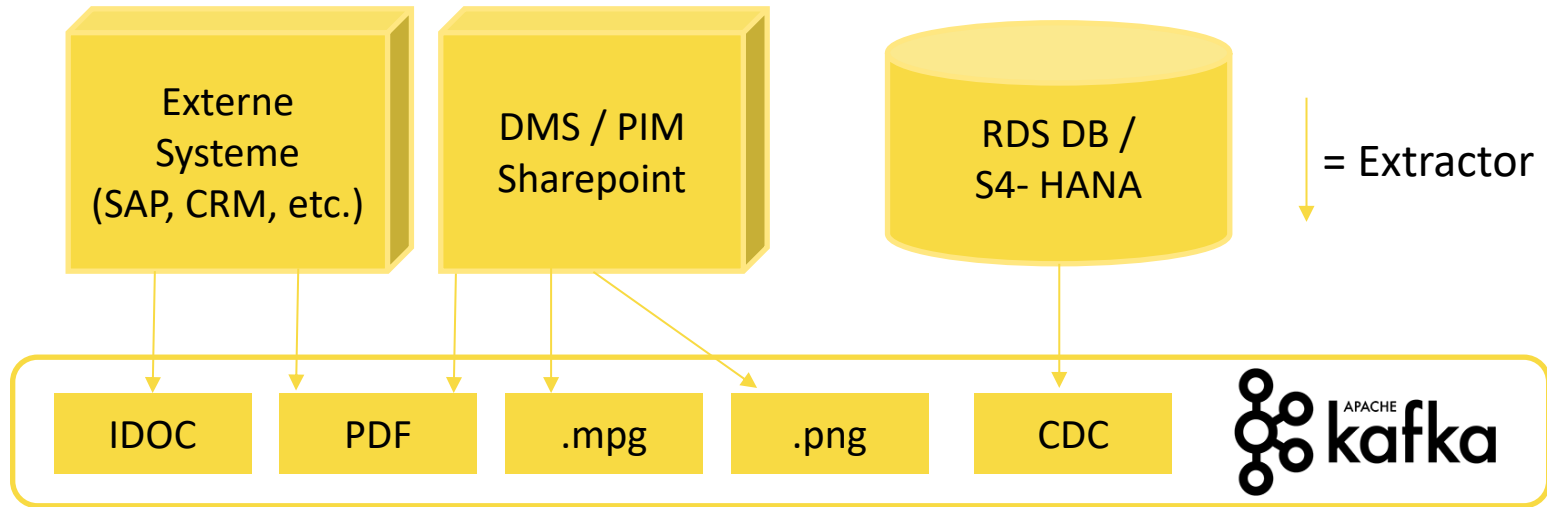 Externe
Systeme
(SAP, CRM, etc.)
DMS / PIM
Sharepoint
RDS DB /
S4- HANA
= Extractor
IDOC
PDF
.mpg
.png
CDC
APACHE
kafka